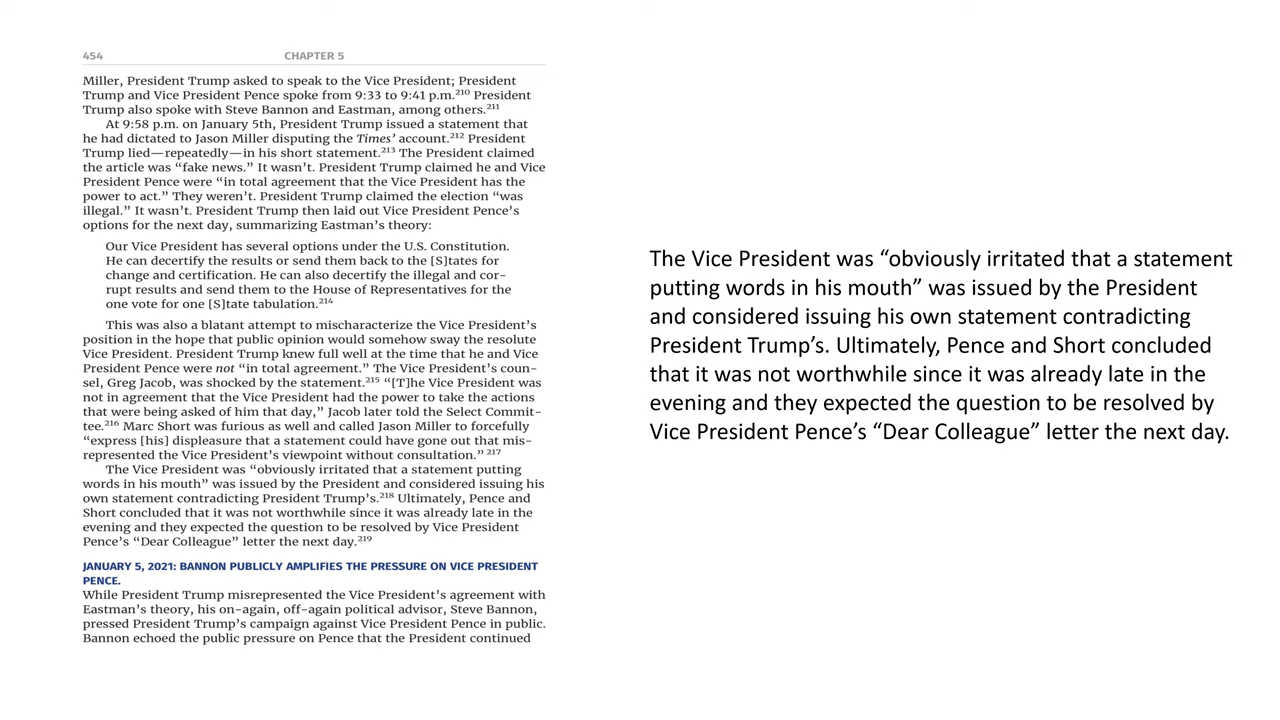 454 CHAPTER 5
Miller, President Trump asked to speak to the Vice President; President
Trump and Vice President Pence spoke from 9:33 to 9:41 p.m.²¹⁰ President
Trump also spoke with Steve Bannon and Eastman, among others.²¹¹
At 9:58 p.m. on January 5th, President Trump issued a statement that
he had dictated to Jason Miller disputing the Times’ account.²¹² President
Trump lied—repeatedly—in his short statement.²¹³ The President claimed
the article was “fake news.” It wasn’t. President Trump claimed he and Vice
President Pence were “in total agreement that the Vice President has the
power to act.” They weren’t. President Trump claimed the election “was
illegal.” It wasn’t. President Trump then laid out Vice President Pence’s
options for the next day, summarizing Eastman’s theory:
Our Vice President has several options under the U.S. Constitution.
He can decertify the results or send them back to the [S]tates for
change and certification. He can also decertify the illegal and cor-
rupt results and send them to the House of Representatives for the
one vote for one [S]tate tabulation.²¹⁴
This was also a blatant attempt to mischaracterize the Vice President’s
position in the hope that public opinion would somehow sway the resolute
Vice President. President Trump knew full well at the time that he and Vice
President Pence were not “in total agreement.” The Vice President’s coun-
sel, Greg Jacob, was shocked by the statement.²¹⁵ “[T]he Vice President was
not in agreement that the Vice President had the power to take the actions
that were being asked of him that day,” Jacob later told the Select Commit-
tee.²¹⁶ Marc Short was furious as well and called Jason Miller to forcefully
“express [his] displeasure that a statement could have gone out that mis-
represented the Vice President’s viewpoint without consultation.” ²¹⁷
The Vice President was “obviously irritated that a statement putting
words in his mouth” was issued by the President and considered issuing his
own statement contradicting President Trump’s.²¹⁸ Ultimately, Pence and
Short concluded that it was not worthwhile since it was already late in the
evening and they expected the question to be resolved by Vice President
Pence’s “Dear Colleague” letter the next day.²¹⁹
JANUARY 5, 2021: BANNON PUBLICLY AMPLIFIES THE PRESSURE ON VICE PRESIDENT
PENCE.
While President Trump misrepresented the Vice President’s agreement with
Eastman’s theory, his on-again, off-again political advisor, Steve Bannon,
pressed President Trump’s campaign against Vice President Pence in public.
Bannon echoed the public pressure on Pence that the President continued
The Vice President was “obviously irritated that a statement
putting words in his mouth” was issued by the President
and considered issuing his own statement contradicting
President Trump’s. Ultimately, Pence and Short concluded
that it was not worthwhile since it was already late in the
evening and they expected the question to be resolved by
Vice President Pence’s “Dear Colleague” letter the next day.